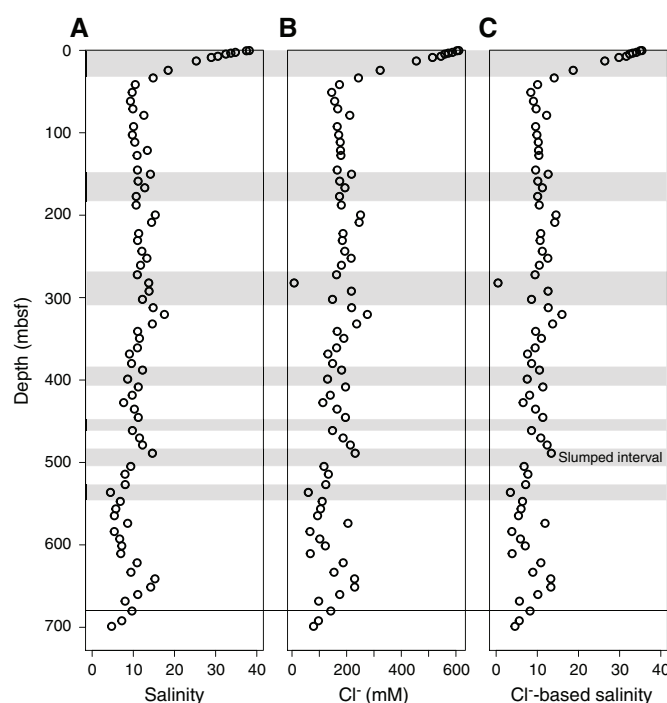 A
B
C
0
100
200
300
400
500
600
700
Depth (mbsf)
Slumped interval
0 10 20 30 40
0 200 400 600
0 10 20 30 40
Salinity
Cl⁻ (mM)
Cl⁻-based salinity